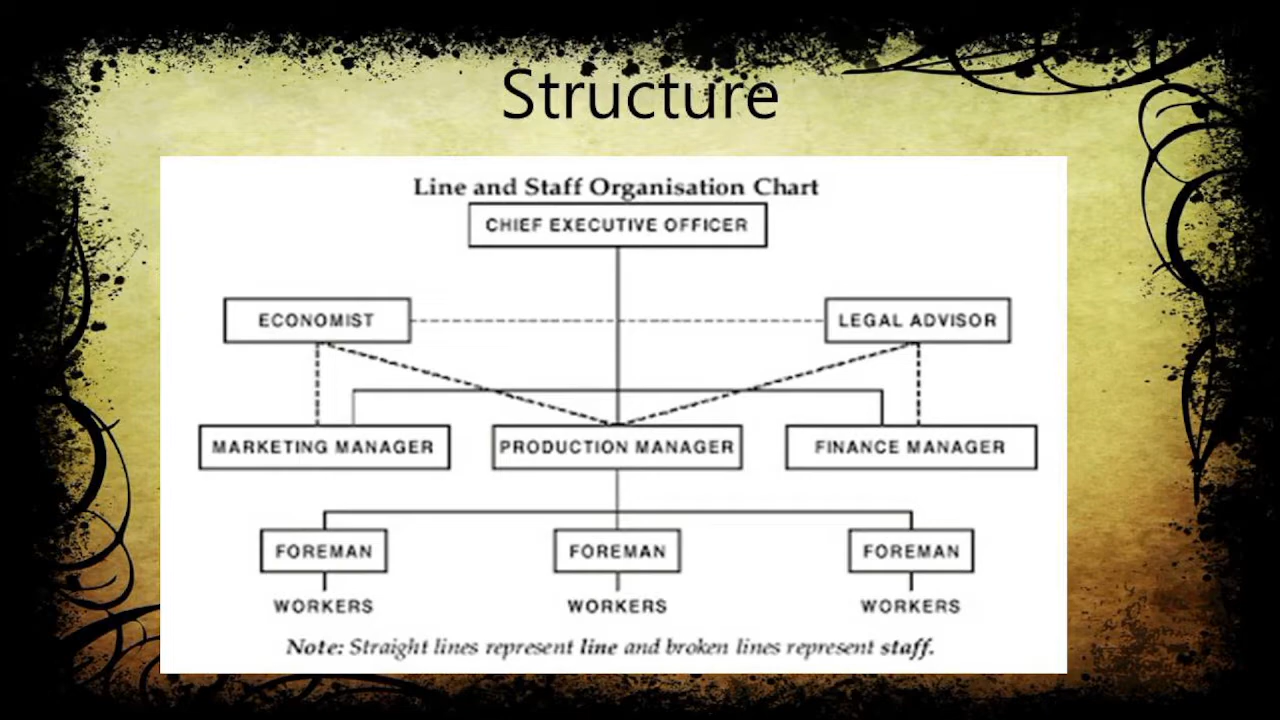 Structure
Line and Staff Organisation Chart
CHIEF EXECUTIVE OFFICER
ECONOMIST
LEGAL ADVISOR
MARKETING MANAGER
PRODUCTION MANAGER
FINANCE MANAGER
FOREMAN
FOREMAN
FOREMAN
WORKERS
WORKERS
WORKERS
Note: Straight lines represent line and broken lines represent staff.